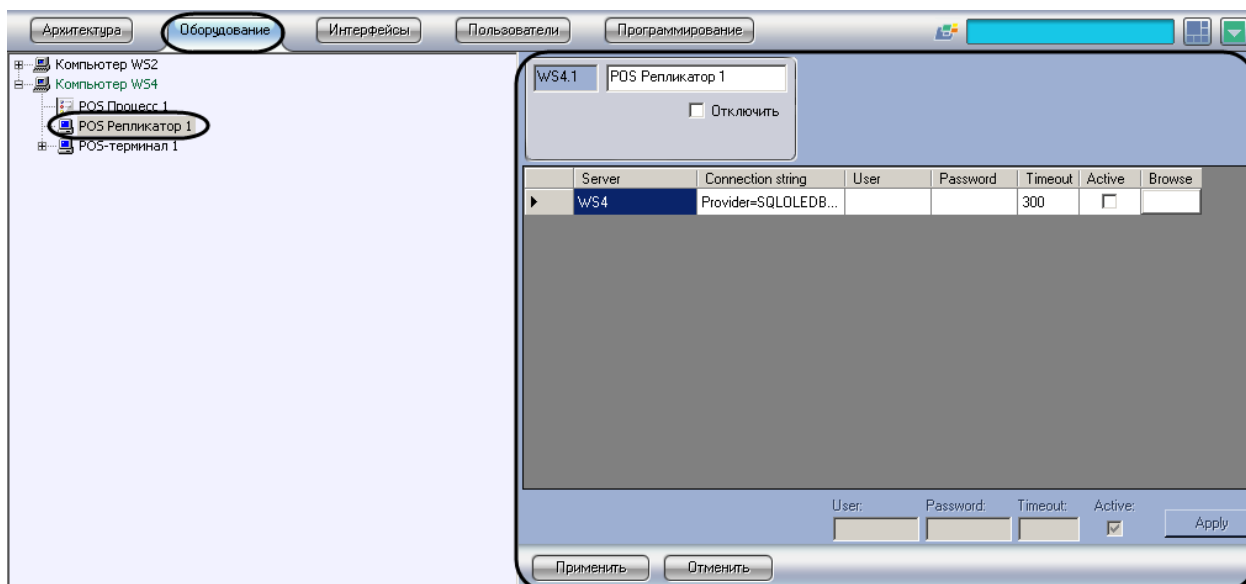 Архитектура Оборудование Интерфейсы Пользователи Программирование
Компьютер WS2
Компьютер WS4
POS Процесс 1
POS Репликатор 1
POS-терминал 1
WS4.1 POS Репликатор 1
Отключить
Server Connection string User Password Timeout Active Browse
WS4 Provider=SQLOLEDB... 300
User: Password: Timeout: Active:
Apply
Применить Отменить